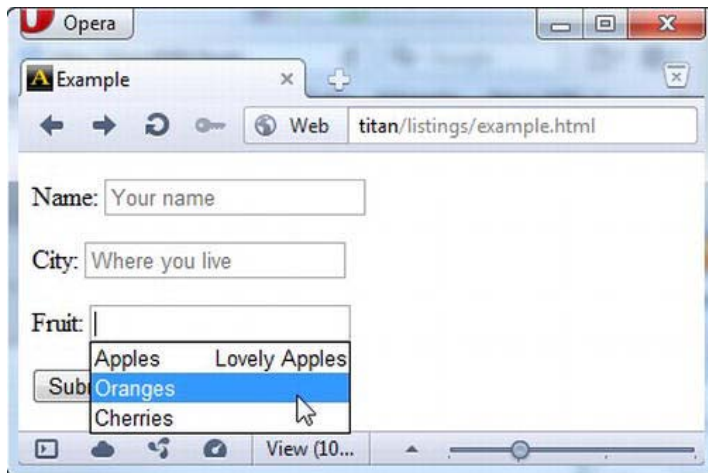 Opera
Example
Web titan/listings/example.html
Name: Your name
City: Where you live
Fruit:
Apples Lovely Apples
Subm Oranges
Cherries
View (10...